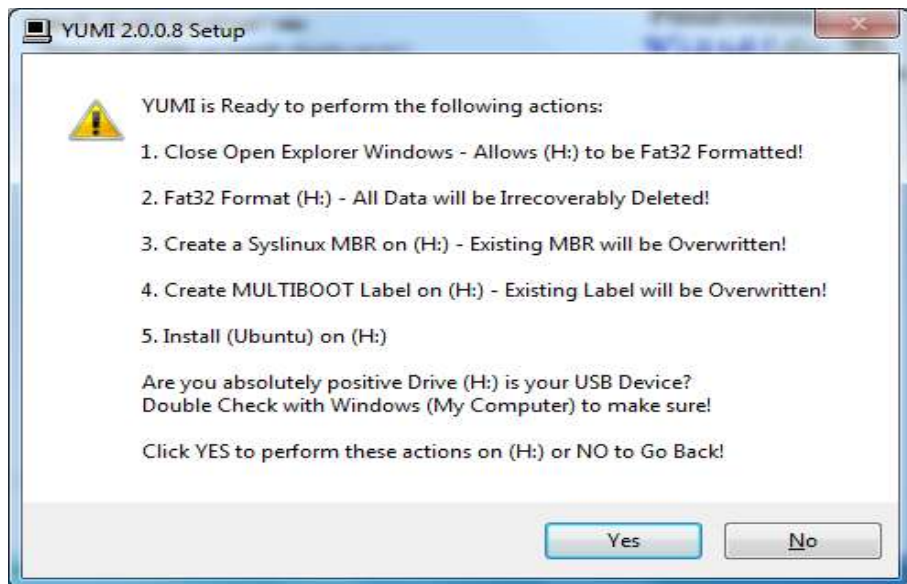 YUMI 2.0.0.8 Setup
YUMI is Ready to perform the following actions:
1. Close Open Explorer Windows - Allows (H:) to be Fat32 Formatted!
2. Fat32 Format (H:) - All Data will be Irrecoverably Deleted!
3. Create a Syslinux MBR on (H:) - Existing MBR will be Overwritten!
4. Create MULTIBOOT Label on (H:) - Existing Label will be Overwritten!
5. Install (Ubuntu) on (H:)
Are you absolutely positive Drive (H:) is your USB Device?
Double Check with Windows (My Computer) to make sure!
Click YES to perform these actions on (H:) or NO to Go Back!
Yes
No